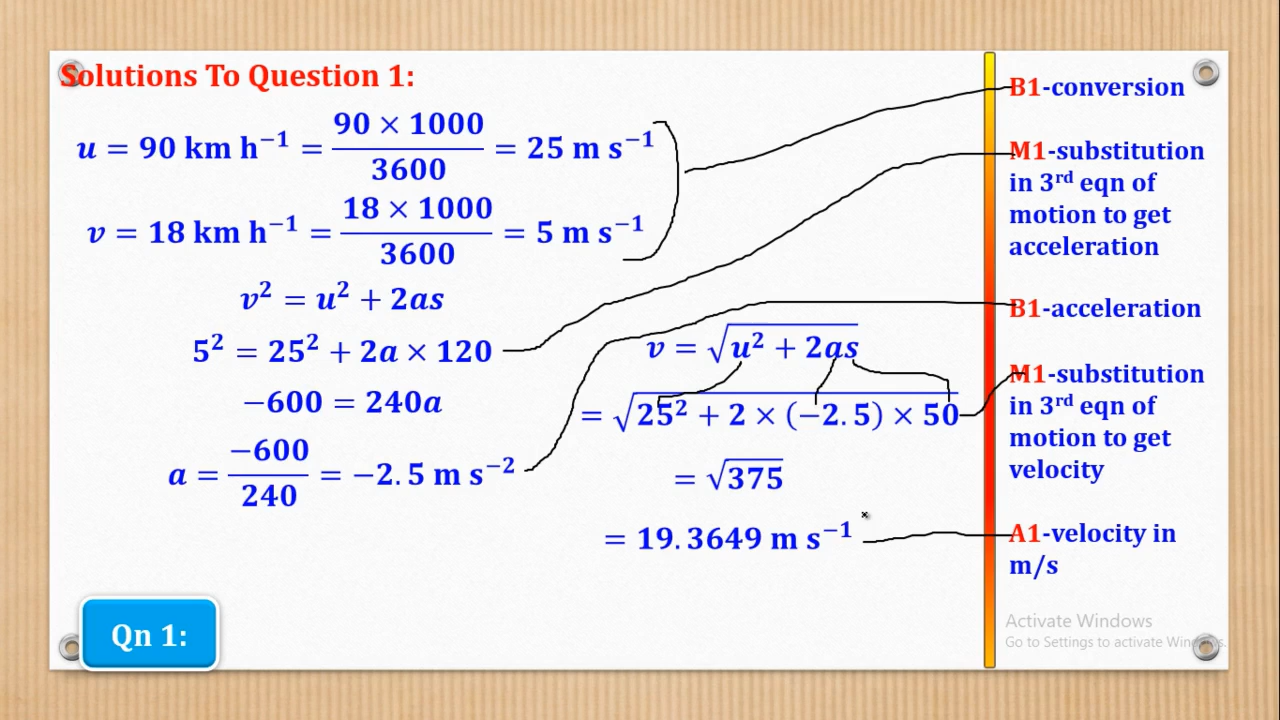 Solutions To Question 1:
u = 90 km h⁻¹ = (90 × 1000)/3600 = 25 m s⁻¹
v = 18 km h⁻¹ = (18 × 1000)/3600 = 5 m s⁻¹
v² = u² + 2as
5² = 25² + 2a × 120
−600 = 240a
a = −600/240 = −2.5 m s⁻²
v = √(u² + 2as)
= √(25² + 2 × (−2.5) × 50)
= √375
= 19.3649 m s⁻¹
B1-conversion
M1-substitution
in 3ʳᵈ eqn of
motion to get
acceleration
B1-acceleration
M1-substitution
in 3ʳᵈ eqn of
motion to get
velocity
A1-velocity in
m/s
Qn 1:
Activate Windows
Go to Settings to activate Windows.